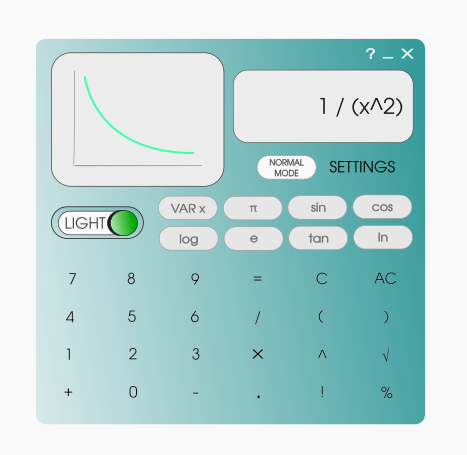 ? _ ×
1 / (x^2)
NORMAL
MODE
SETTINGS
LIGHT
VAR x π sin cos
log e tan ln
7 8 9 = C AC
4 5 6 / ( )
1 2 3 × ^ √
+ 0 - . ! %